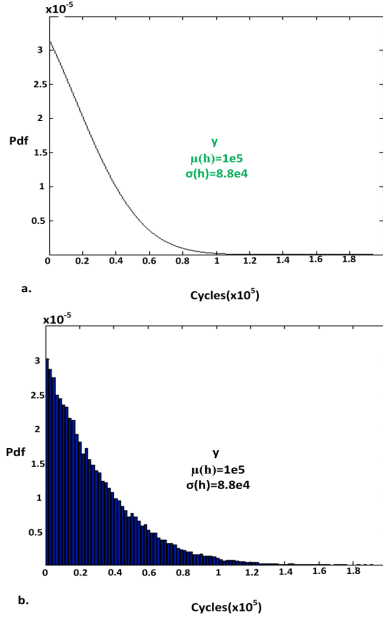 x10-5
3
2.5
2
Pdf
1.5
1
0.5
y
μ(h)=1e5
σ(h)=8.8e4
0 0.2 0.4 0.6 0.8 1 1.2 1.4 1.6 1.8
a.
Cycles(x10^5)
x10-5
3
2.5
2
Pdf
1.5
1
0.5
y
μ(h)=1e5
σ(h)=8.8e4
0 0.2 0.4 0.6 0.8 1 1.2 1.4 1.6 1.8
b.
Cycles(x10^5)